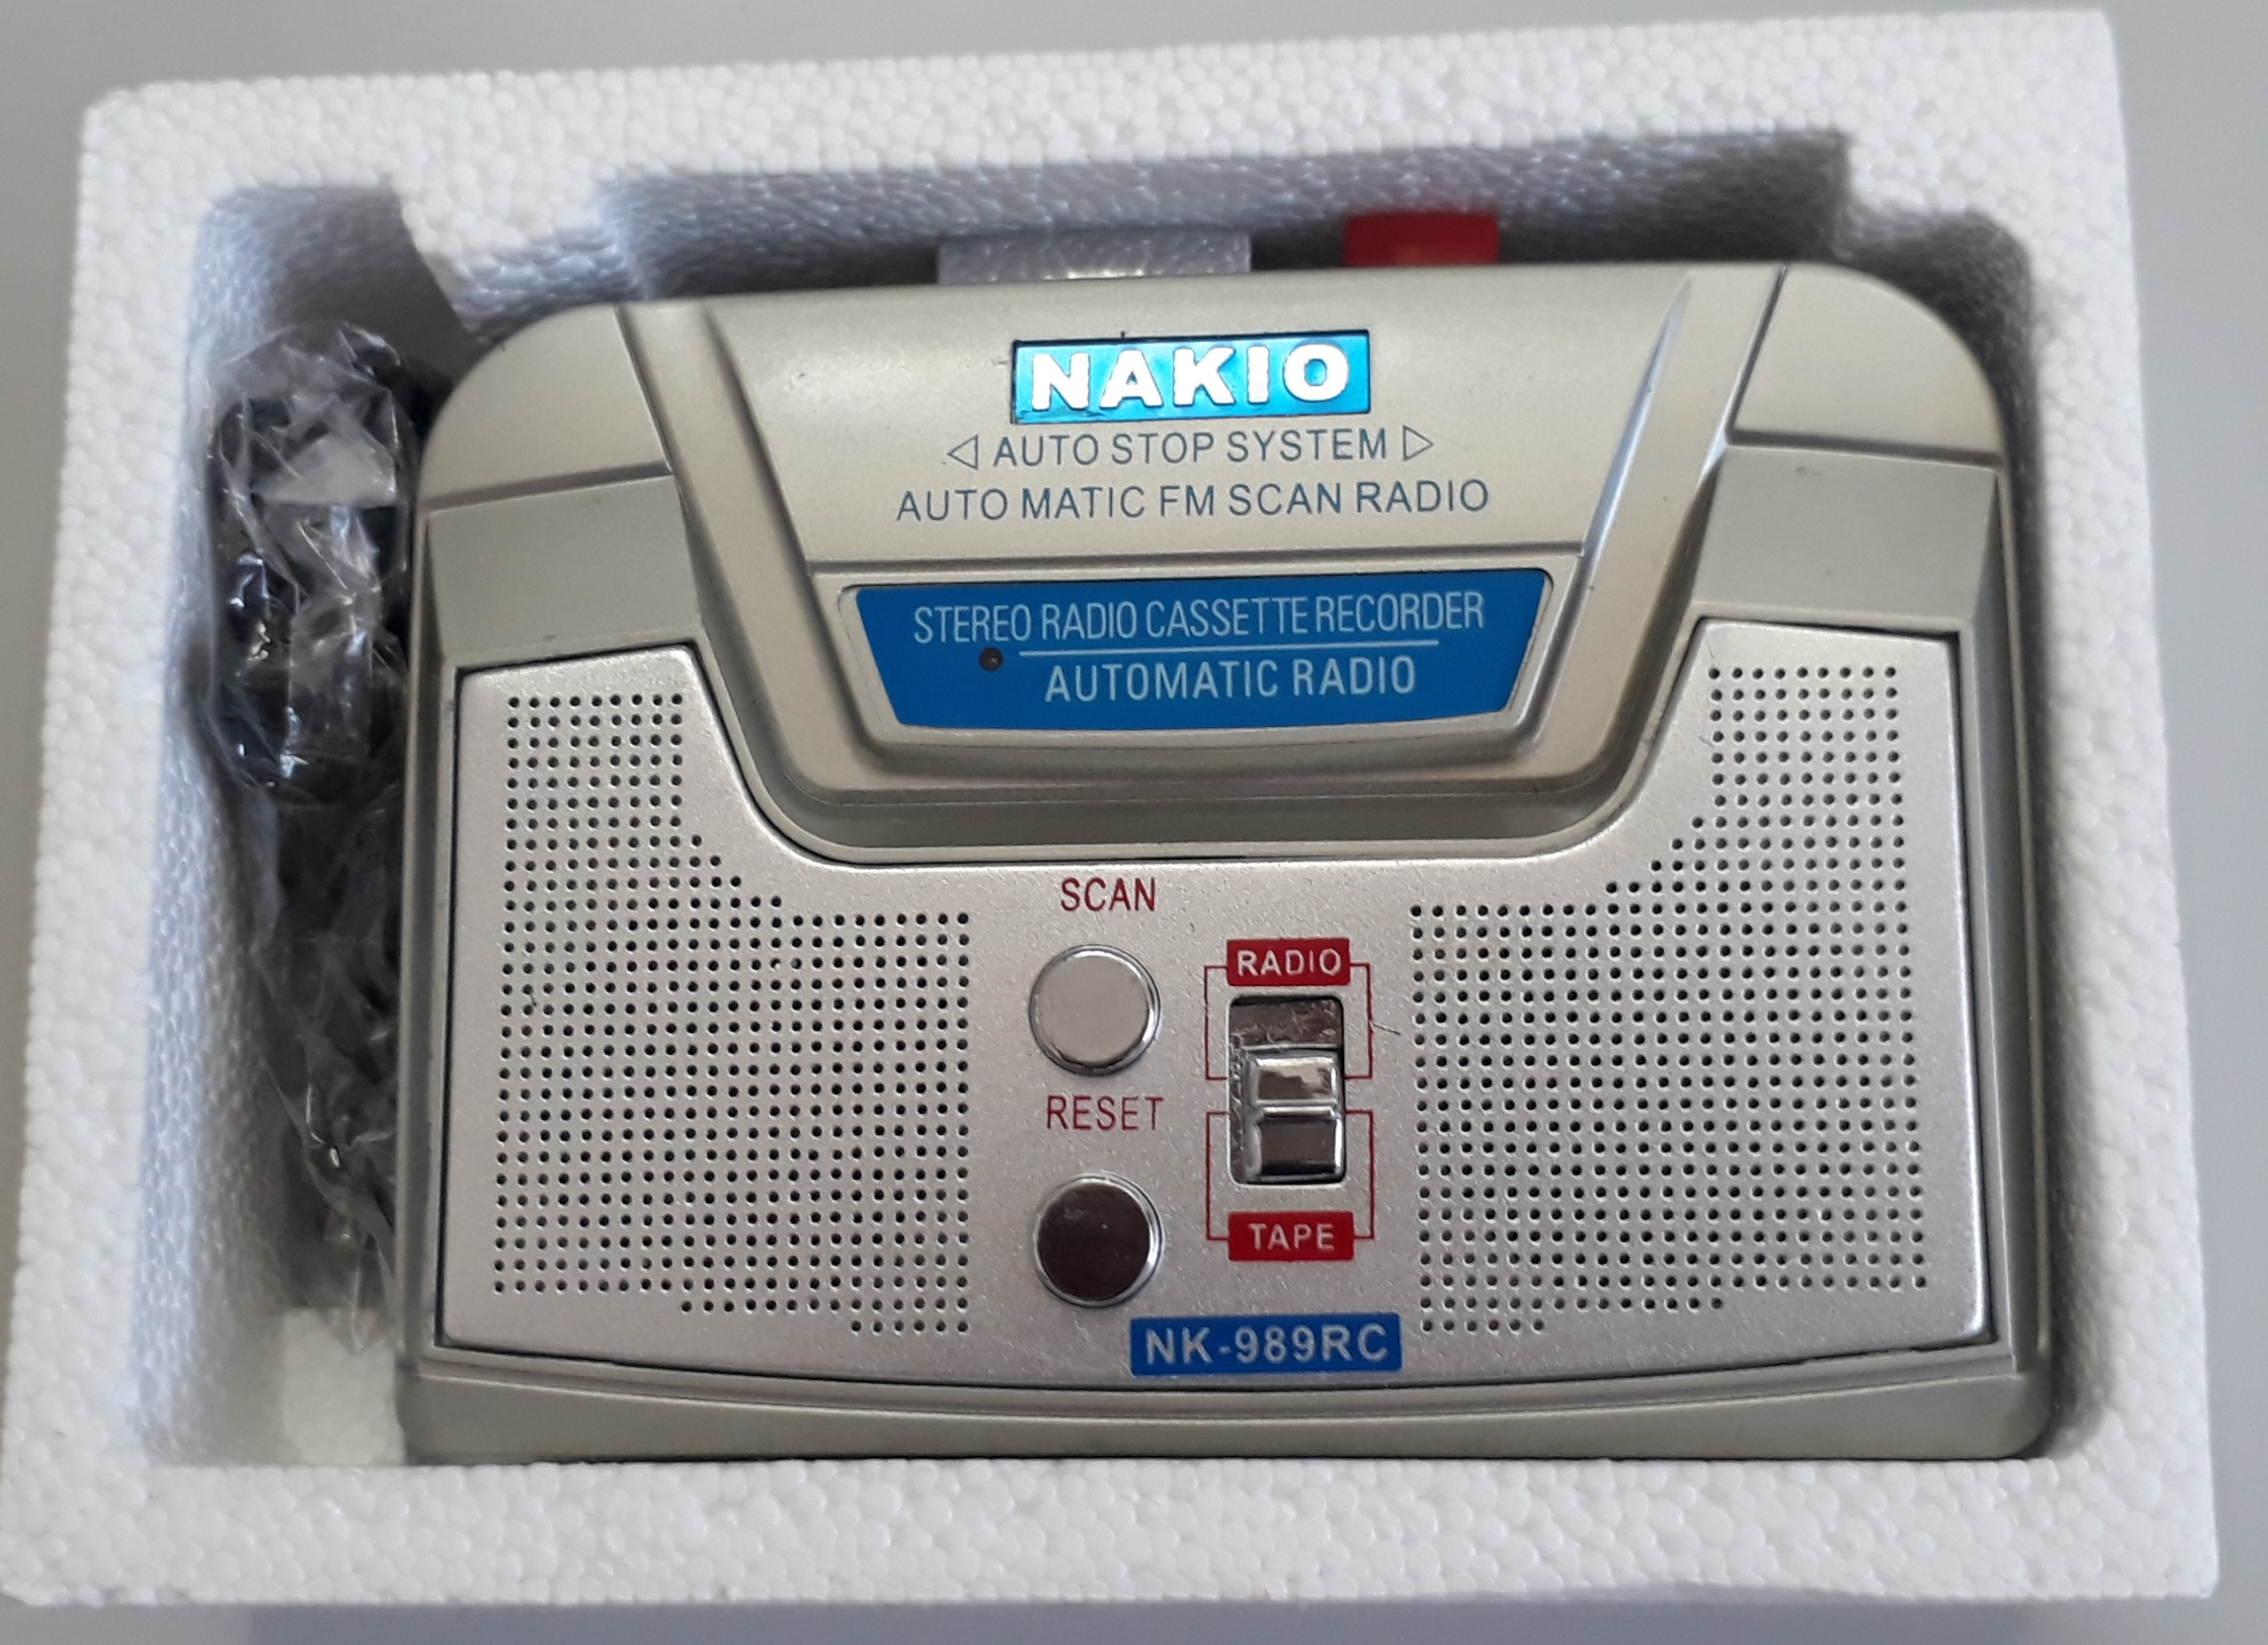 NAKIO
◁ AUTO STOP SYSTEM ▷
AUTO MATIC FM SCAN RADIO
STEREO RADIO CASSETTE RECORDER
AUTOMATIC RADIO
SCAN
RADIO
RESET
TAPE
NK-989RC